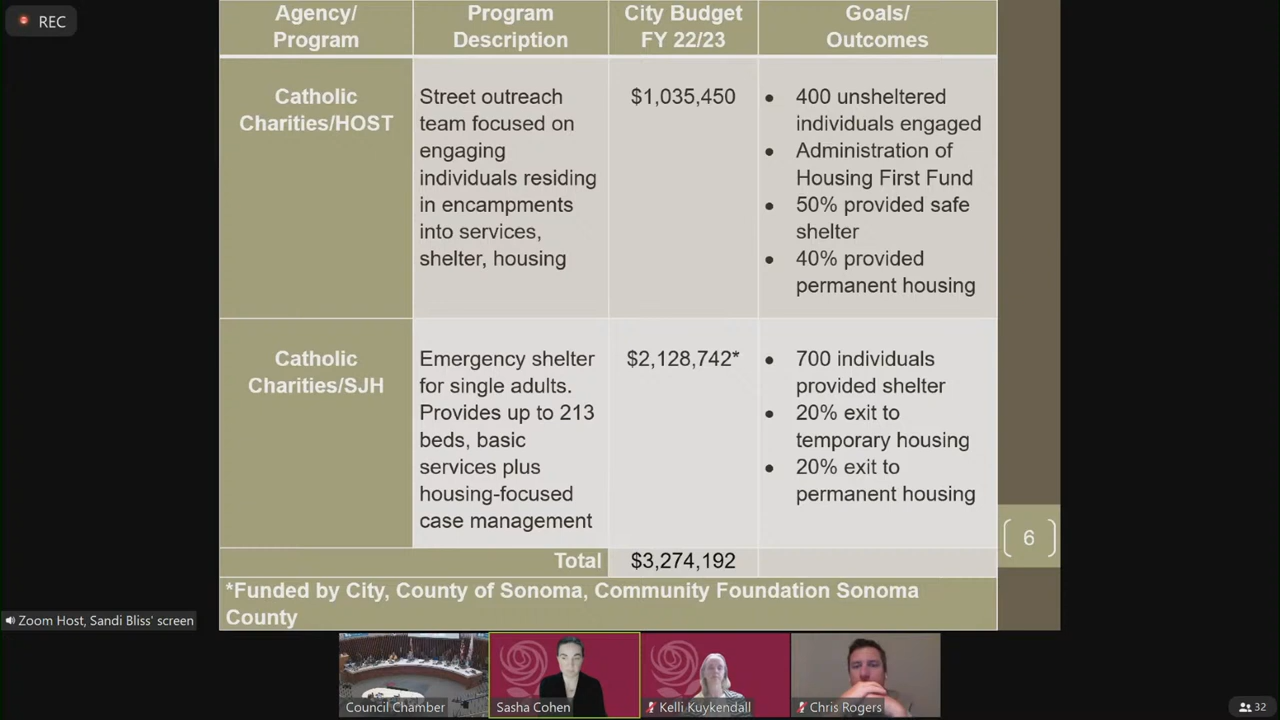 REC
Agency/
Program
Program
Description
City Budget
FY 22/23
Goals/
Outcomes
Catholic
Charities/HOST
Street outreach
team focused on
engaging
individuals residing
in encampments
into services,
shelter, housing
$1,035,450
● 400 unsheltered
individuals engaged
● Administration of
Housing First Fund
● 50% provided safe
shelter
● 40% provided
permanent housing
Catholic
Charities/SJH
Emergency shelter
for single adults.
Provides up to 213
beds, basic
services plus
housing-focused
case management
$2,128,742*
● 700 individuals
provided shelter
● 20% exit to
temporary housing
● 20% exit to
permanent housing
Total
$3,274,192
*Funded by City, County of Sonoma, Community Foundation Sonoma
County
6
Zoom Host, Sandi Bliss' screen
Council Chamber
Sasha Cohen
Kelli Kuykendall
Chris Rogers
32